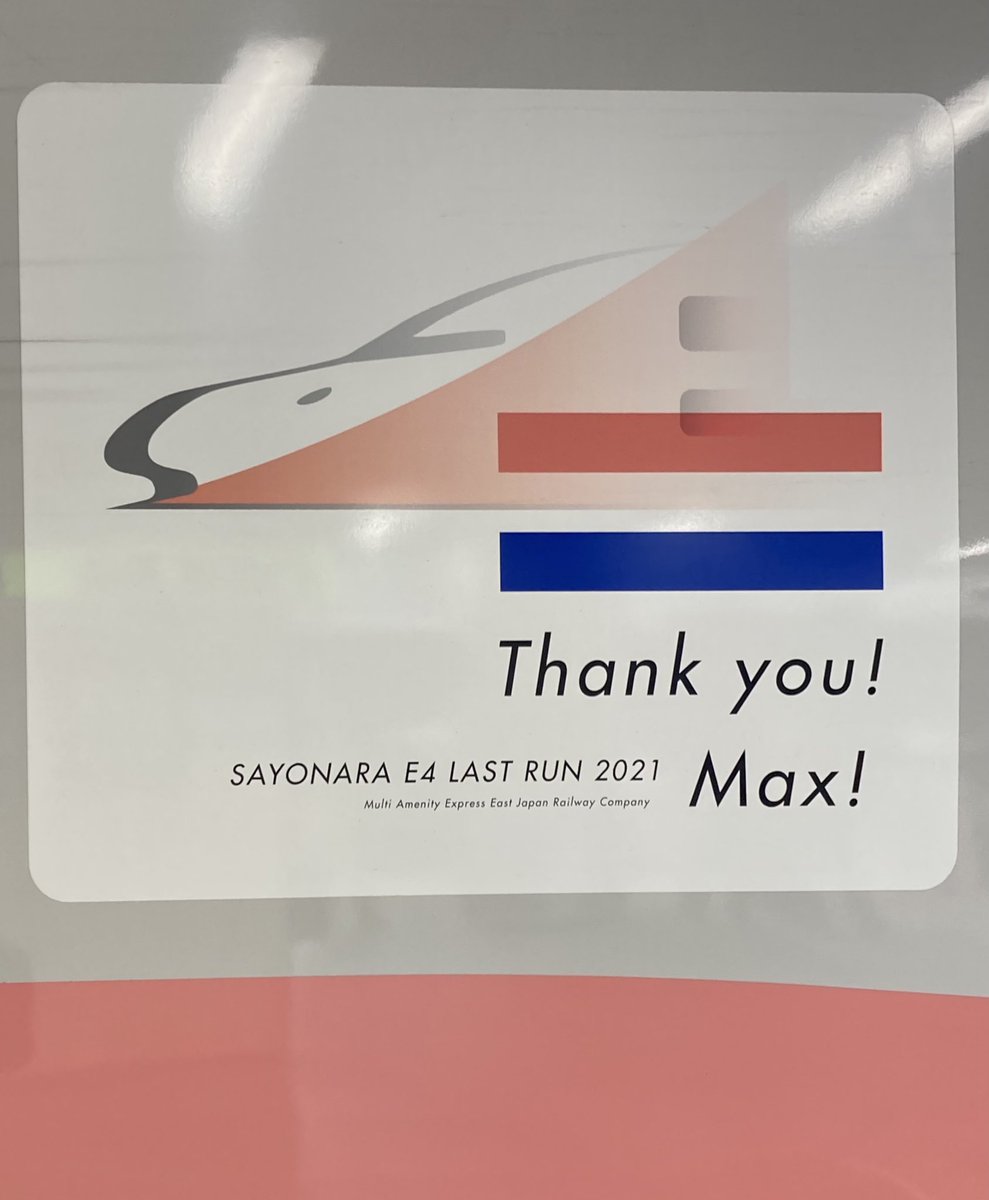 Thank you!
SAYONARA E4 LAST RUN 2021
Multi Amenity Express East Japan Railway Company
Max!